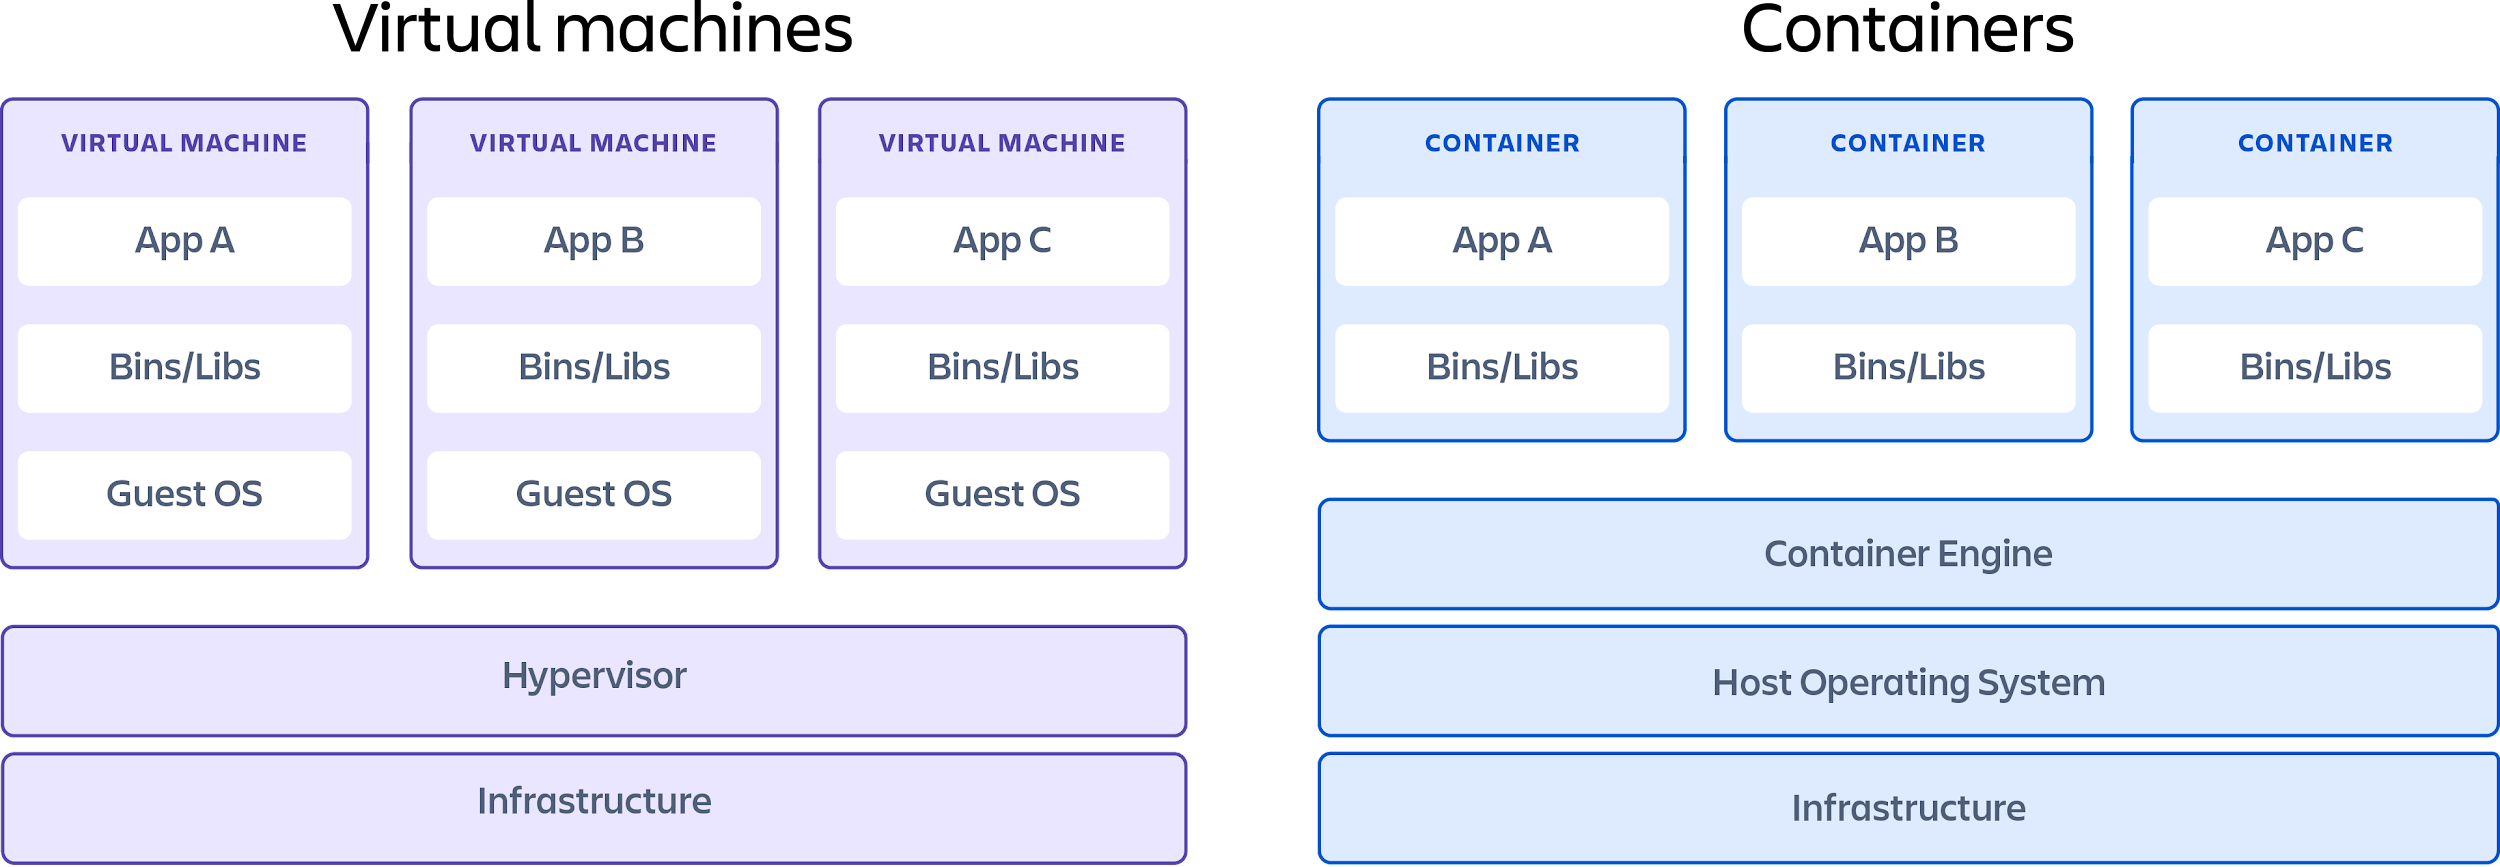 Virtual machines
VIRTUAL MACHINE
App A
Bins/Libs
Guest OS
VIRTUAL MACHINE
App B
Bins/Libs
Guest OS
VIRTUAL MACHINE
App C
Bins/Libs
Guest OS
Hypervisor
Infrastructure
Containers
CONTAINER
App A
Bins/Libs
CONTAINER
App B
Bins/Libs
CONTAINER
App C
Bins/Libs
Container Engine
Host Operating System
Infrastructure